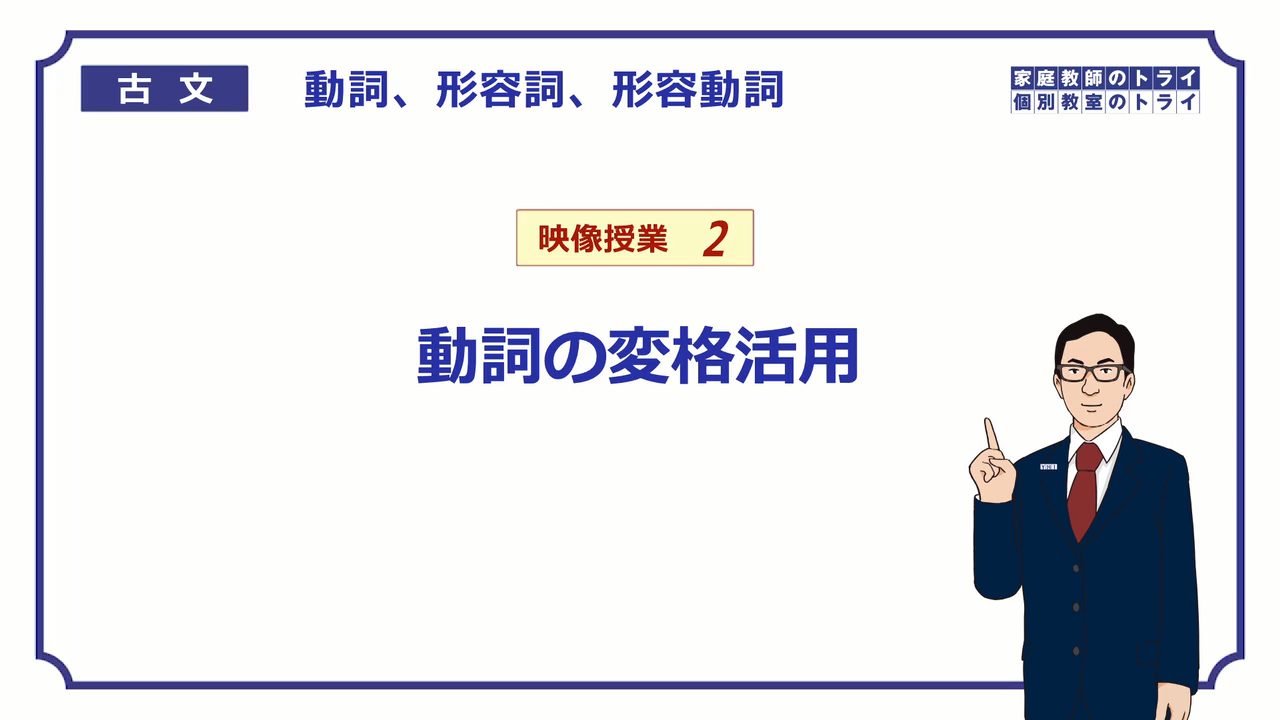 古文
動詞、形容詞、形容動詞
家庭教師のトライ
個別教室のトライ
映像授業 2
動詞の変格活用